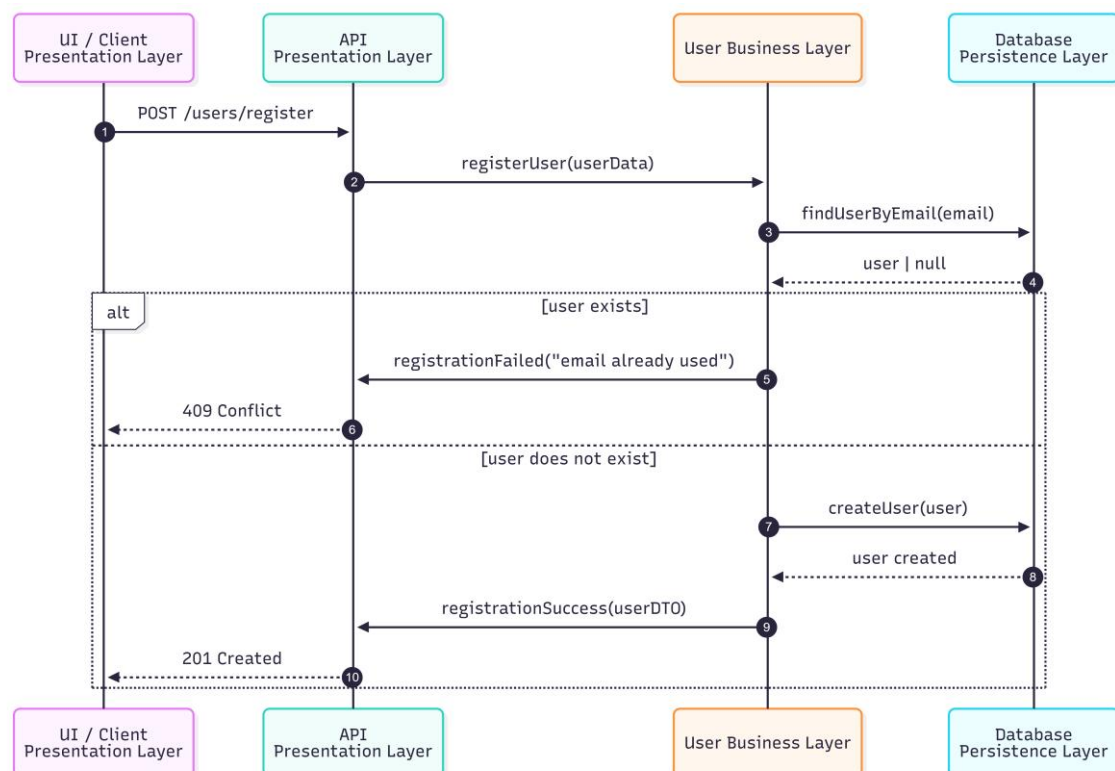 UI / Client
Presentation Layer
API
Presentation Layer
User Business Layer
Database
Persistence Layer
POST /users/register
1
registerUser(userData)
2
findUserByEmail(email)
3
user | null
4
alt
[user exists]
registrationFailed("email already used")
5
409 Conflict
6
[user does not exist]
createUser(user)
7
user created
8
registrationSuccess(userDTO)
9
201 Created
10
UI / Client
Presentation Layer
API
Presentation Layer
User Business Layer
Database
Persistence Layer